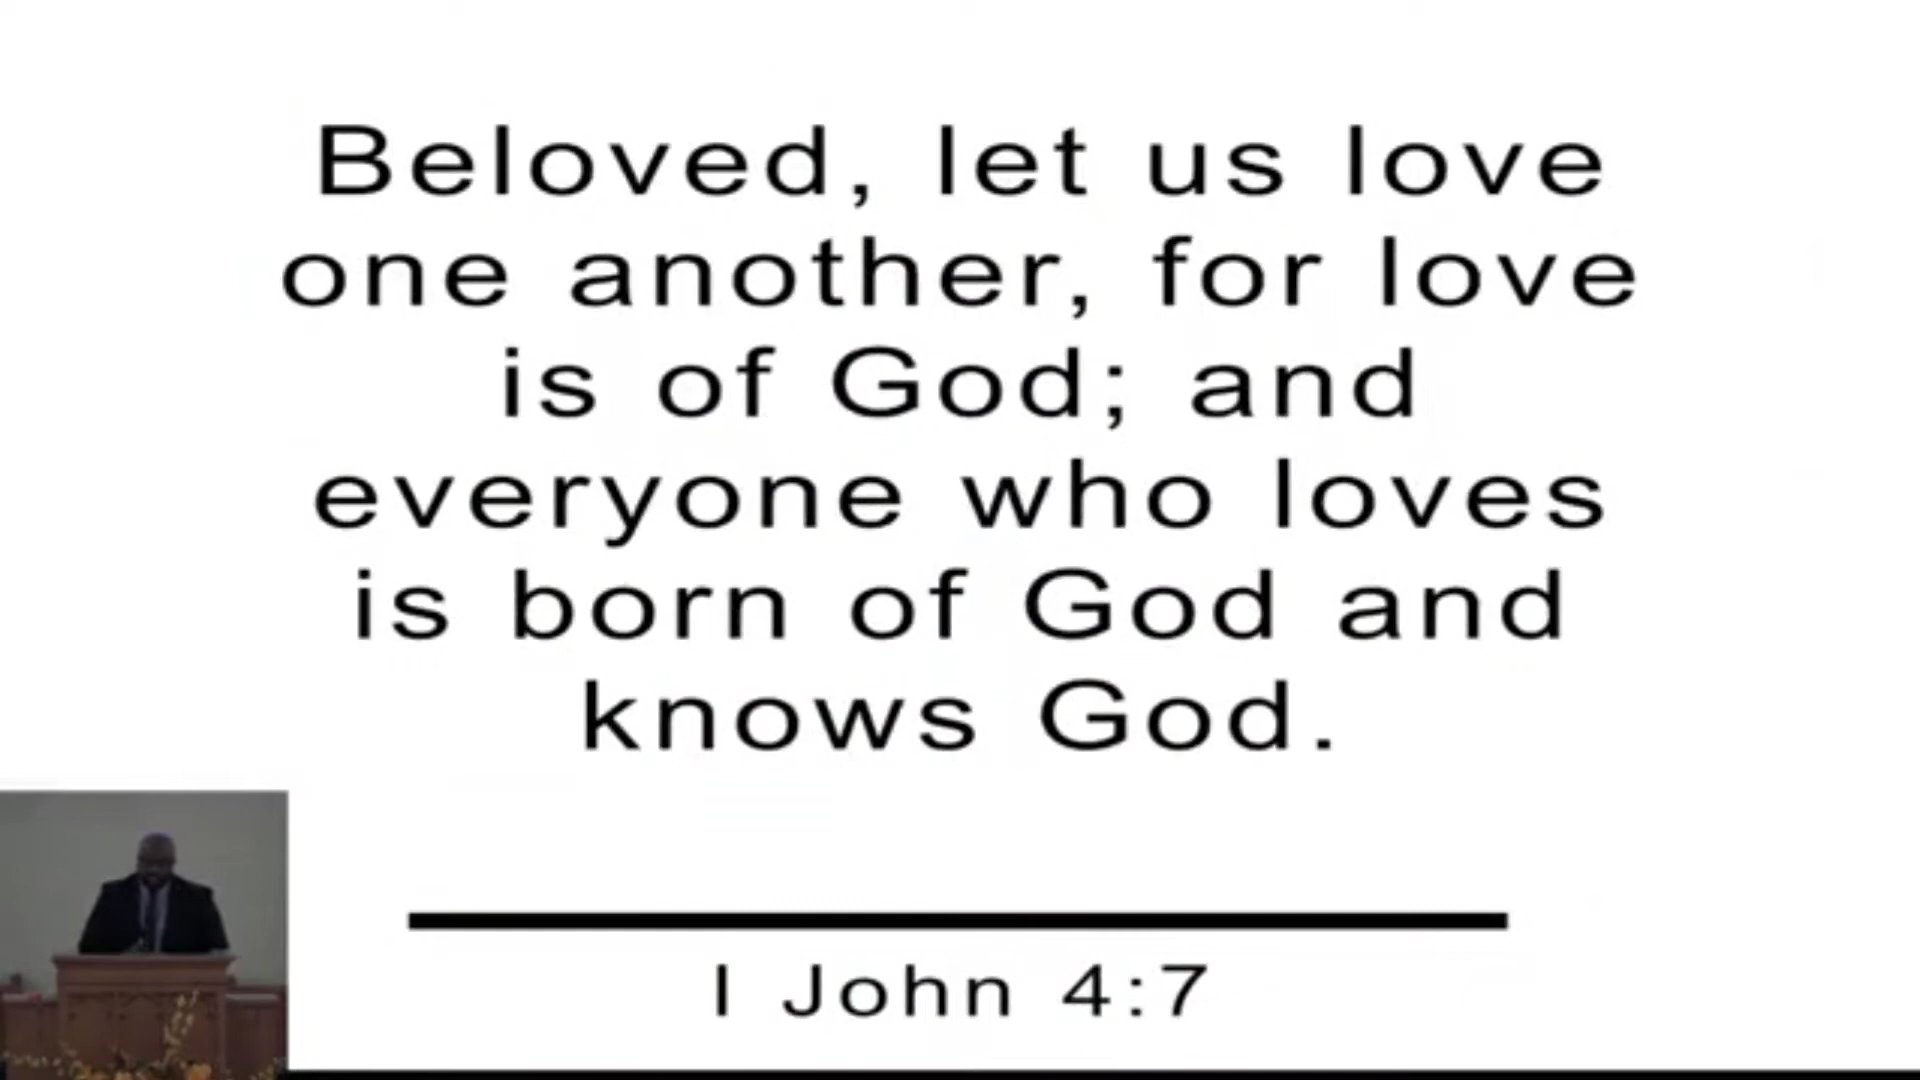 Beloved, let us love
one another, for love
is of God; and
everyone who loves
is born of God and
knows God.
I John 4:7